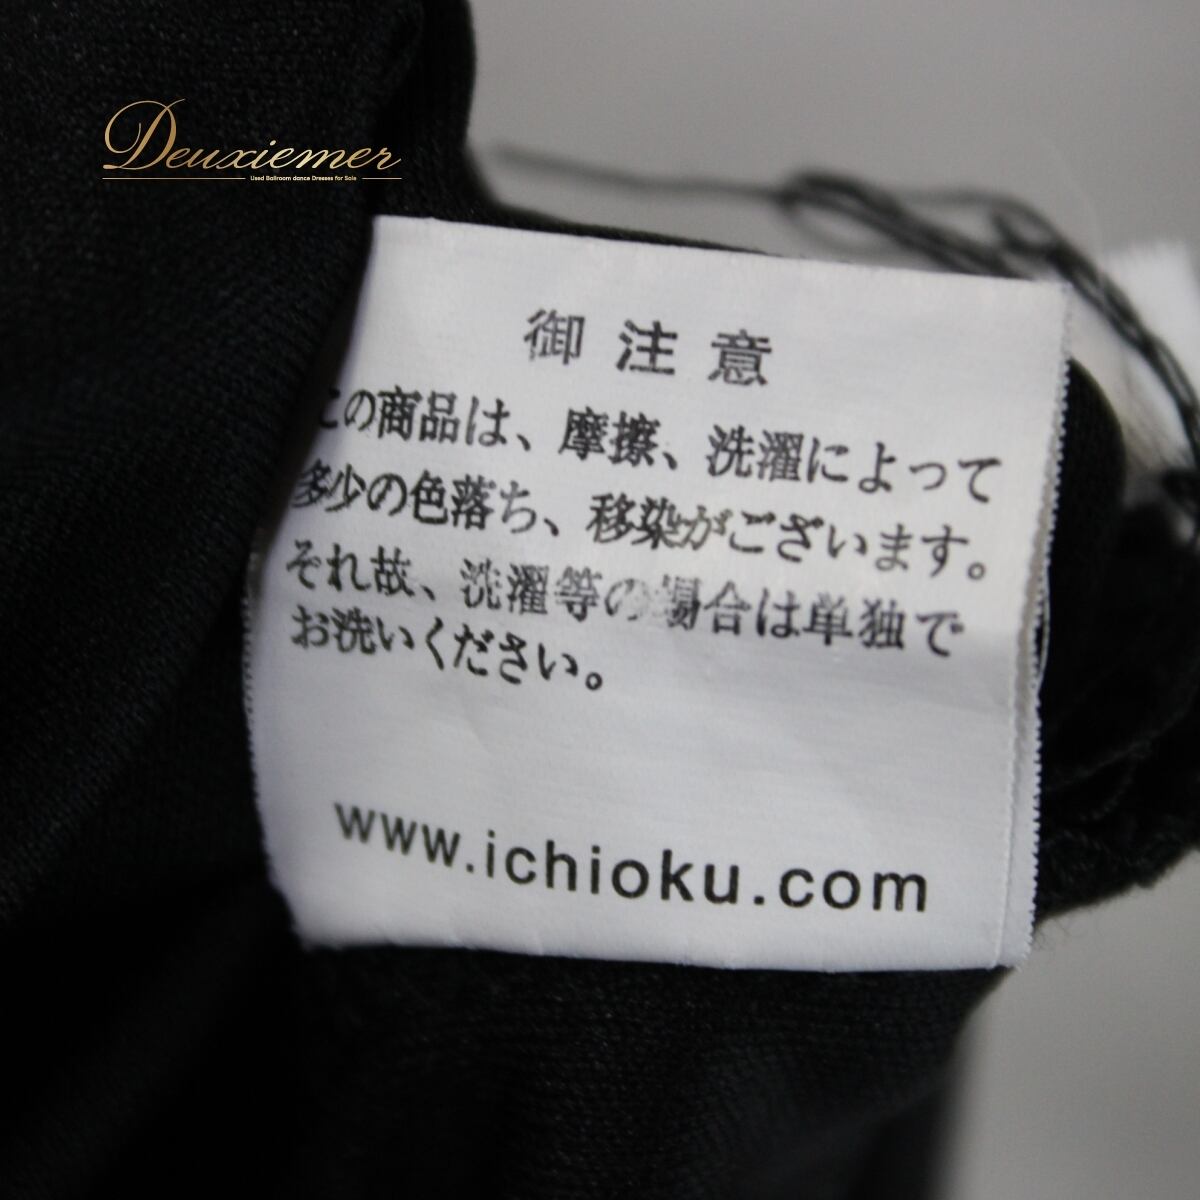 Deuxiemer
Used Ballroom dance Dresses for Sale
御注意
この商品は、摩擦、洗濯によって
多少の色落ち、移染がございます。
それ故、洗濯等の場合は単独で
お洗いください。
www.ichioku.com